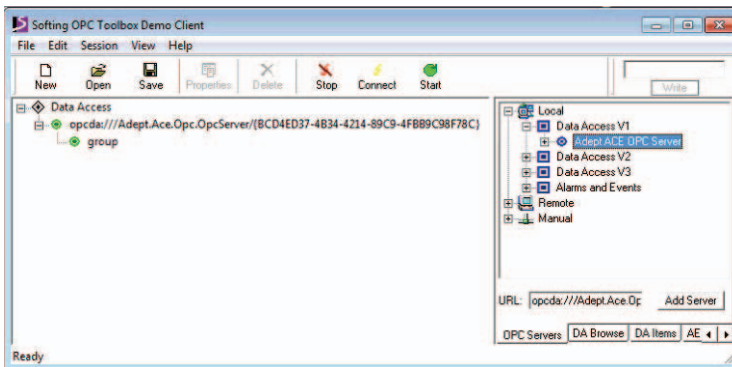 Softing OPC Toolbox Demo Client
File Edit Session View Help
New Open Save Properties Delete Stop Connect Start Write
Data Access
opcda:///Adept.Ace.Opc.OpcServer/{BCD4ED37-4B34-4214-89C9-4FBB9C98F78C}
group
Local
Data Access V1
Adept ACE OPC Server
Data Access V2
Data Access V3
Alarms and Events
Remote
Manual
URL: opcda:///Adept.Ace.Op Add Server
OPC Servers DA Browse DA Items AE
Ready